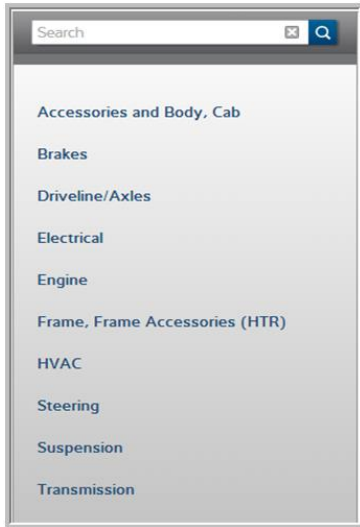 Search
Accessories and Body, Cab
Brakes
Driveline/Axles
Electrical
Engine
Frame, Frame Accessories (HTR)
HVAC
Steering
Suspension
Transmission